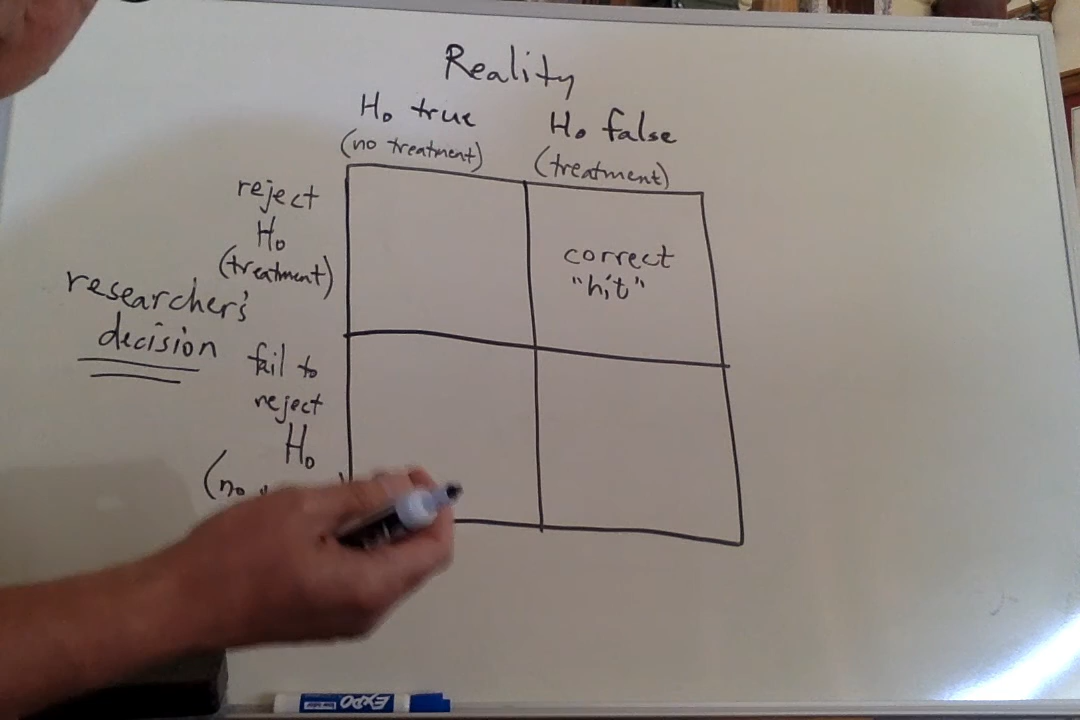 Reality
H₀ true
(no treatment)
H₀ false
(treatment)
reject
H₀
(treatment)
correct
"hit"
researcher's
decision
fail to
reject
H₀
(no
EXPO